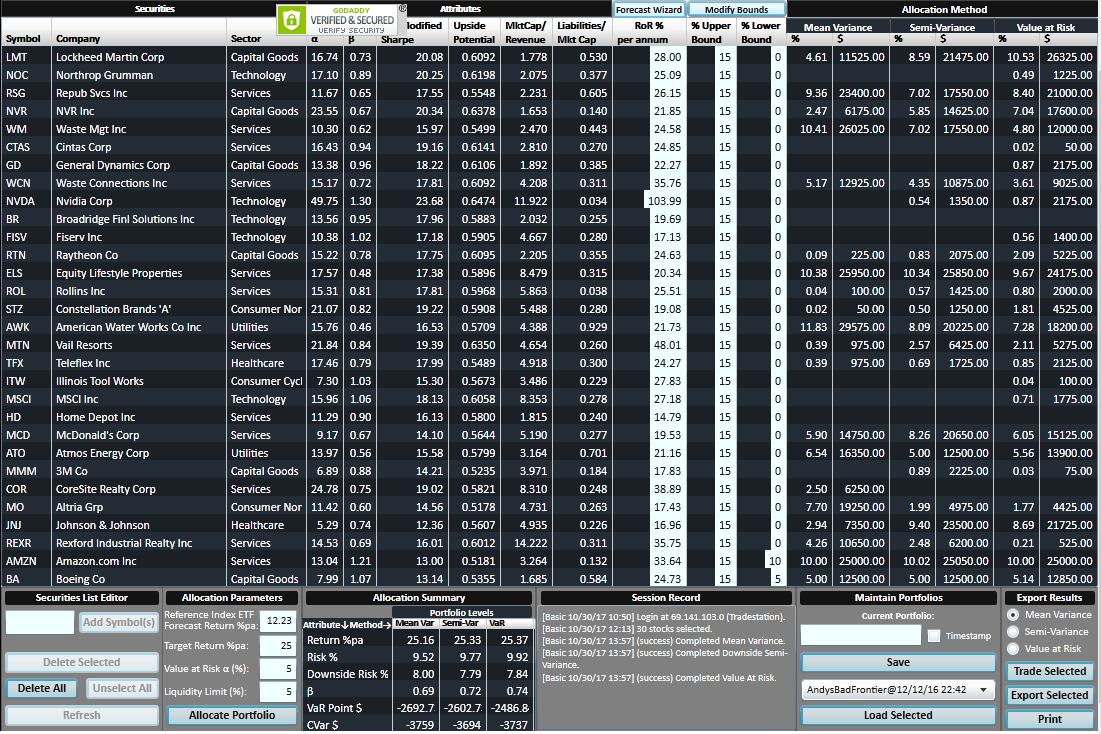 Securities Attributes Forecast Wizard Modify Bounds Allocation Method
GODADDY
VERIFIED & SECURED
VERIFY SECURITY
®
Symbol Company Sector α β Modified Sharpe Upside Potential MktCap/ Revenue Liabilities/ Mkt Cap RoR % per annum % Upper Bound % Lower Bound Mean Variance % $ Semi-Variance % $ Value at Risk % $
LMT Lockheed Martin Corp Capital Goods 16.74 0.73 20.08 0.6092 1.778 0.530 28.00 15 0 4.61 11525.00 8.59 21475.00 10.53 26325.00
NOC Northrop Grumman Technology 17.10 0.89 20.25 0.6198 2.075 0.377 25.09 15 0 0.49 1225.00
RSG Repub Svcs Inc Services 11.67 0.65 17.55 0.5548 2.231 0.605 26.15 15 0 9.36 23400.00 7.02 17550.00 8.40 21000.00
NVR NVR Inc Capital Goods 23.55 0.67 20.34 0.6378 1.653 0.140 21.85 15 0 2.47 6175.00 5.85 14625.00 7.04 17600.00
WM Waste Mgt Inc Services 10.30 0.62 15.97 0.5499 2.470 0.443 24.58 15 0 10.41 26025.00 7.02 17550.00 4.80 12000.00
CTAS Cintas Corp Services 16.43 0.94 19.16 0.6141 2.810 0.270 24.85 15 0 0.02 50.00
GD General Dynamics Corp Capital Goods 13.38 0.96 18.22 0.6106 1.892 0.385 22.27 15 0 0.87 2175.00
WCN Waste Connections Inc Services 15.17 0.72 17.81 0.6092 4.208 0.311 35.76 15 0 5.17 12925.00 4.35 10875.00 3.61 9025.00
NVDA Nvidia Corp Technology 49.75 1.30 23.68 0.6474 11.922 0.034 103.99 15 0 0.54 1350.00 0.87 2175.00
BR Broadridge Finl Solutions Inc Technology 13.56 0.95 17.96 0.5883 2.032 0.255 19.69 15 0
FISV Fiserv Inc Technology 10.38 1.02 17.18 0.5905 4.667 0.280 17.13 15 0 0.56 1400.00
RTN Raytheon Co Capital Goods 15.22 0.78 17.75 0.6095 2.205 0.355 24.63 15 0 0.09 225.00 0.83 2075.00 2.09 5225.00
ELS Equity Lifestyle Properties Services 17.57 0.48 17.38 0.5896 8.479 0.315 20.34 15 0 10.38 25950.00 10.34 25850.00 9.67 24175.00
ROL Rollins Inc Services 15.31 0.81 17.81 0.5968 5.863 0.038 25.51 15 0 0.04 100.00 0.57 1425.00 0.80 2000.00
STZ Constellation Brands 'A' Consumer Nor 21.07 0.82 19.22 0.5908 5.488 0.280 19.08 15 0 0.02 50.00 0.50 1250.00 1.81 4525.00
AWK American Water Works Co Inc Utilities 15.76 0.46 16.53 0.5709 4.388 0.929 21.73 15 0 11.83 29575.00 8.09 20225.00 7.28 18200.00
MTN Vail Resorts Services 21.84 0.84 19.39 0.6350 4.654 0.260 48.01 15 0 0.39 975.00 2.57 6425.00 2.11 5275.00
TFX Teleflex Inc Healthcare 17.46 0.79 17.99 0.5489 4.918 0.300 24.27 15 0 0.39 975.00 0.69 1725.00 0.85 2125.00
ITW Illinois Tool Works Consumer Cycl 7.30 1.03 15.30 0.5673 3.486 0.229 27.83 15 0 0.04 100.00
MSCI MSCI Inc Technology 15.96 1.06 18.13 0.6058 8.353 0.278 27.18 15 0 0.71 1775.00
HD Home Depot Inc Services 11.29 0.90 16.13 0.5800 1.815 0.240 14.79 15 0
MCD McDonald's Corp Services 9.17 0.67 14.10 0.5644 5.190 0.277 19.53 15 0 5.90 14750.00 8.26 20650.00 6.05 15125.00
ATO Atmos Energy Corp Utilities 13.97 0.56 15.58 0.5799 3.164 0.701 21.16 15 0 6.54 16350.00 5.00 12500.00 5.56 13900.00
MMM 3M Co Capital Goods 6.89 0.88 14.21 0.5235 3.971 0.184 17.83 15 0 0.89 2225.00 0.03 75.00
COR CoreSite Realty Corp Services 24.78 0.75 19.02 0.5821 8.310 0.248 38.89 15 0 2.50 6250.00
MO Altria Grp Consumer Nor 11.42 0.60 14.56 0.5178 4.731 0.263 17.43 15 0 7.70 19250.00 1.99 4975.00 1.77 4425.00
JNJ Johnson & Johnson Healthcare 5.29 0.74 12.36 0.5607 4.935 0.226 16.96 15 0 2.94 7350.00 9.40 23500.00 8.69 21725.00
REXR Rexford Industrial Realty Inc Services 14.53 0.69 16.01 0.6012 14.222 0.311 35.75 15 0 4.26 10650.00 2.48 6200.00 0.21 525.00
AMZN Amazon.com Inc Services 13.04 1.21 13.00 0.5181 3.264 0.132 33.64 15 10 10.00 25000.00 10.02 25050.00 10.00 25000.00
BA Boeing Co Capital Goods 7.99 1.07 13.14 0.5355 1.685 0.584 24.73 15 5 5.00 12500.00 5.00 12500.00 5.14 12850.00
Securities List Editor
Add Symbol(s)
Delete Selected
Delete All Unselect All
Refresh
Allocation Parameters
Reference Index ETF
Forecast Return %pa: 12.23
Target Return %pa: 25
Value at Risk α (%): 5
Liquidity Limit (%): 5
Allocate Portfolio
Allocation Summary
Portfolio Levels
Attribute↓Method→ Mean Var Semi-Var VaR
Return %pa 25.16 25.33 25.37
Risk % 9.52 9.77 9.92
Downside Risk % 8.00 7.79 7.84
β 0.69 0.72 0.74
VaR Point $ -2692.7 -2602.7 -2486.8
CVar $ -3759 -3694 -3737
Session Record
[Basic 10/30/17 10:50] Login at 69.141.103.0 (Tradestation).
[Basic 10/30/17 12:13] 30 stocks selected.
[Basic 10/30/17 13:57] (success) Completed Mean Variance.
[Basic 10/30/17 13:57] (success) Completed Downside Semi-
Variance.
[Basic 10/30/17 13:57] (success) Completed Value At Risk.
Maintain Portfolios
Current Portfolio:
Timestamp
Save
AndysBadFrontier@12/12/16 22:42
Load Selected
Export Results
Mean Variance
Semi-Variance
Value at Risk
Trade Selected
Export Selected
Print